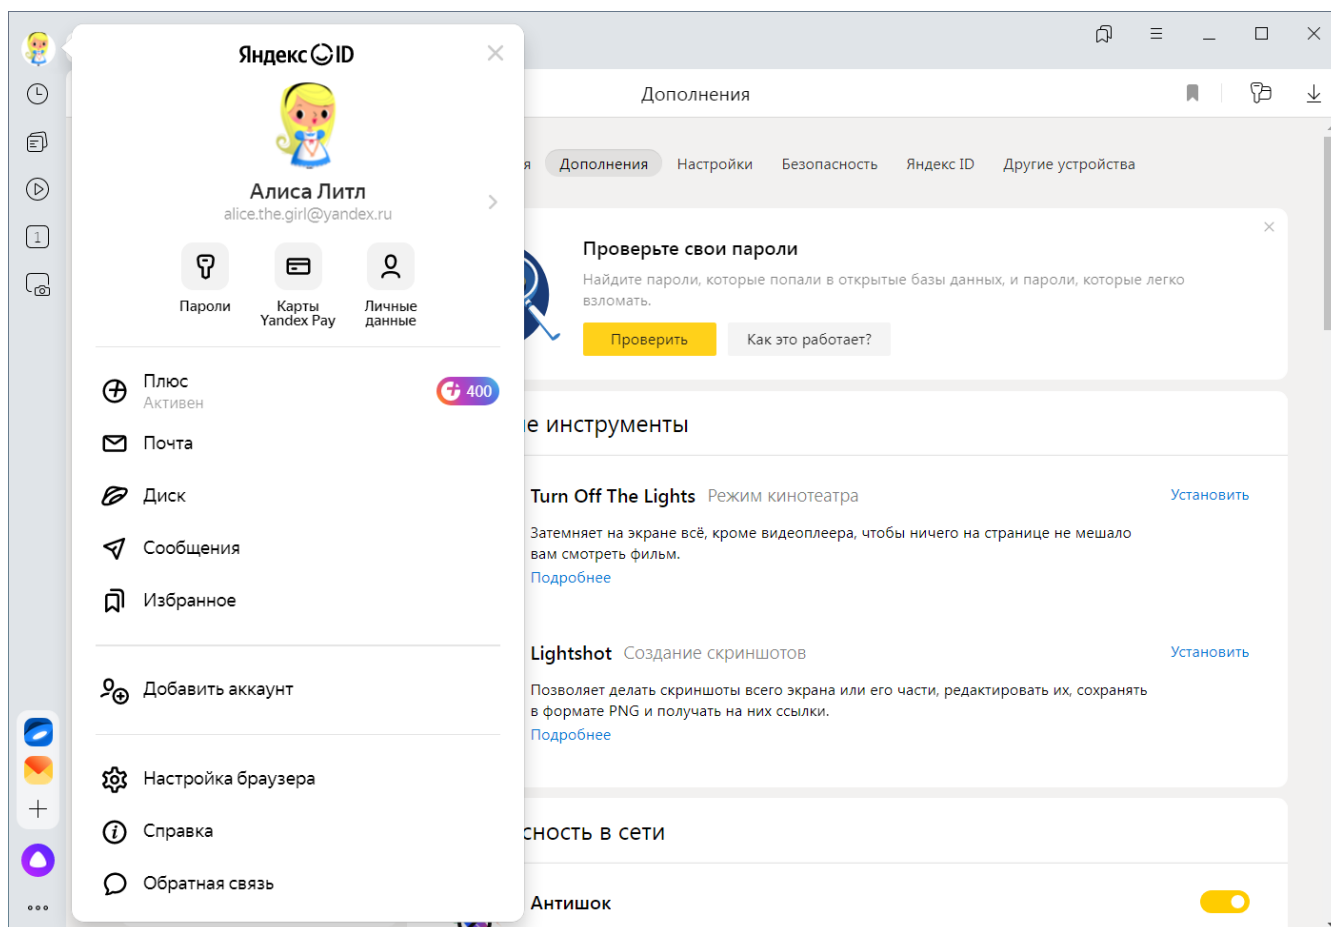 Яндекс ID
Алиса Литл
alice.the.girl@yandex.ru
Пароли
Карты
Yandex Pay
Личные
данные
Плюс
Активен
400
Почта
Диск
Сообщения
Избранное
Добавить аккаунт
Настройка браузера
Справка
Обратная связь
1
Дополнения
я Дополнения Настройки Безопасность Яндекс ID Другие устройства
Проверьте свои пароли
Найдите пароли, которые попали в открытые базы данных, и пароли, которые легко
взломать.
Проверить Как это работает?
е инструменты
Turn Off The Lights Режим кинотеатра Установить
Затемняет на экране всё, кроме видеоплеера, чтобы ничего на странице не мешало
вам смотреть фильм.
Подробнее
Lightshot Создание скриншотов Установить
Позволяет делать скриншоты всего экрана или его части, редактировать их, сохранять
в формате PNG и получать на них ссылки.
Подробнее
сность в сети
Антишок